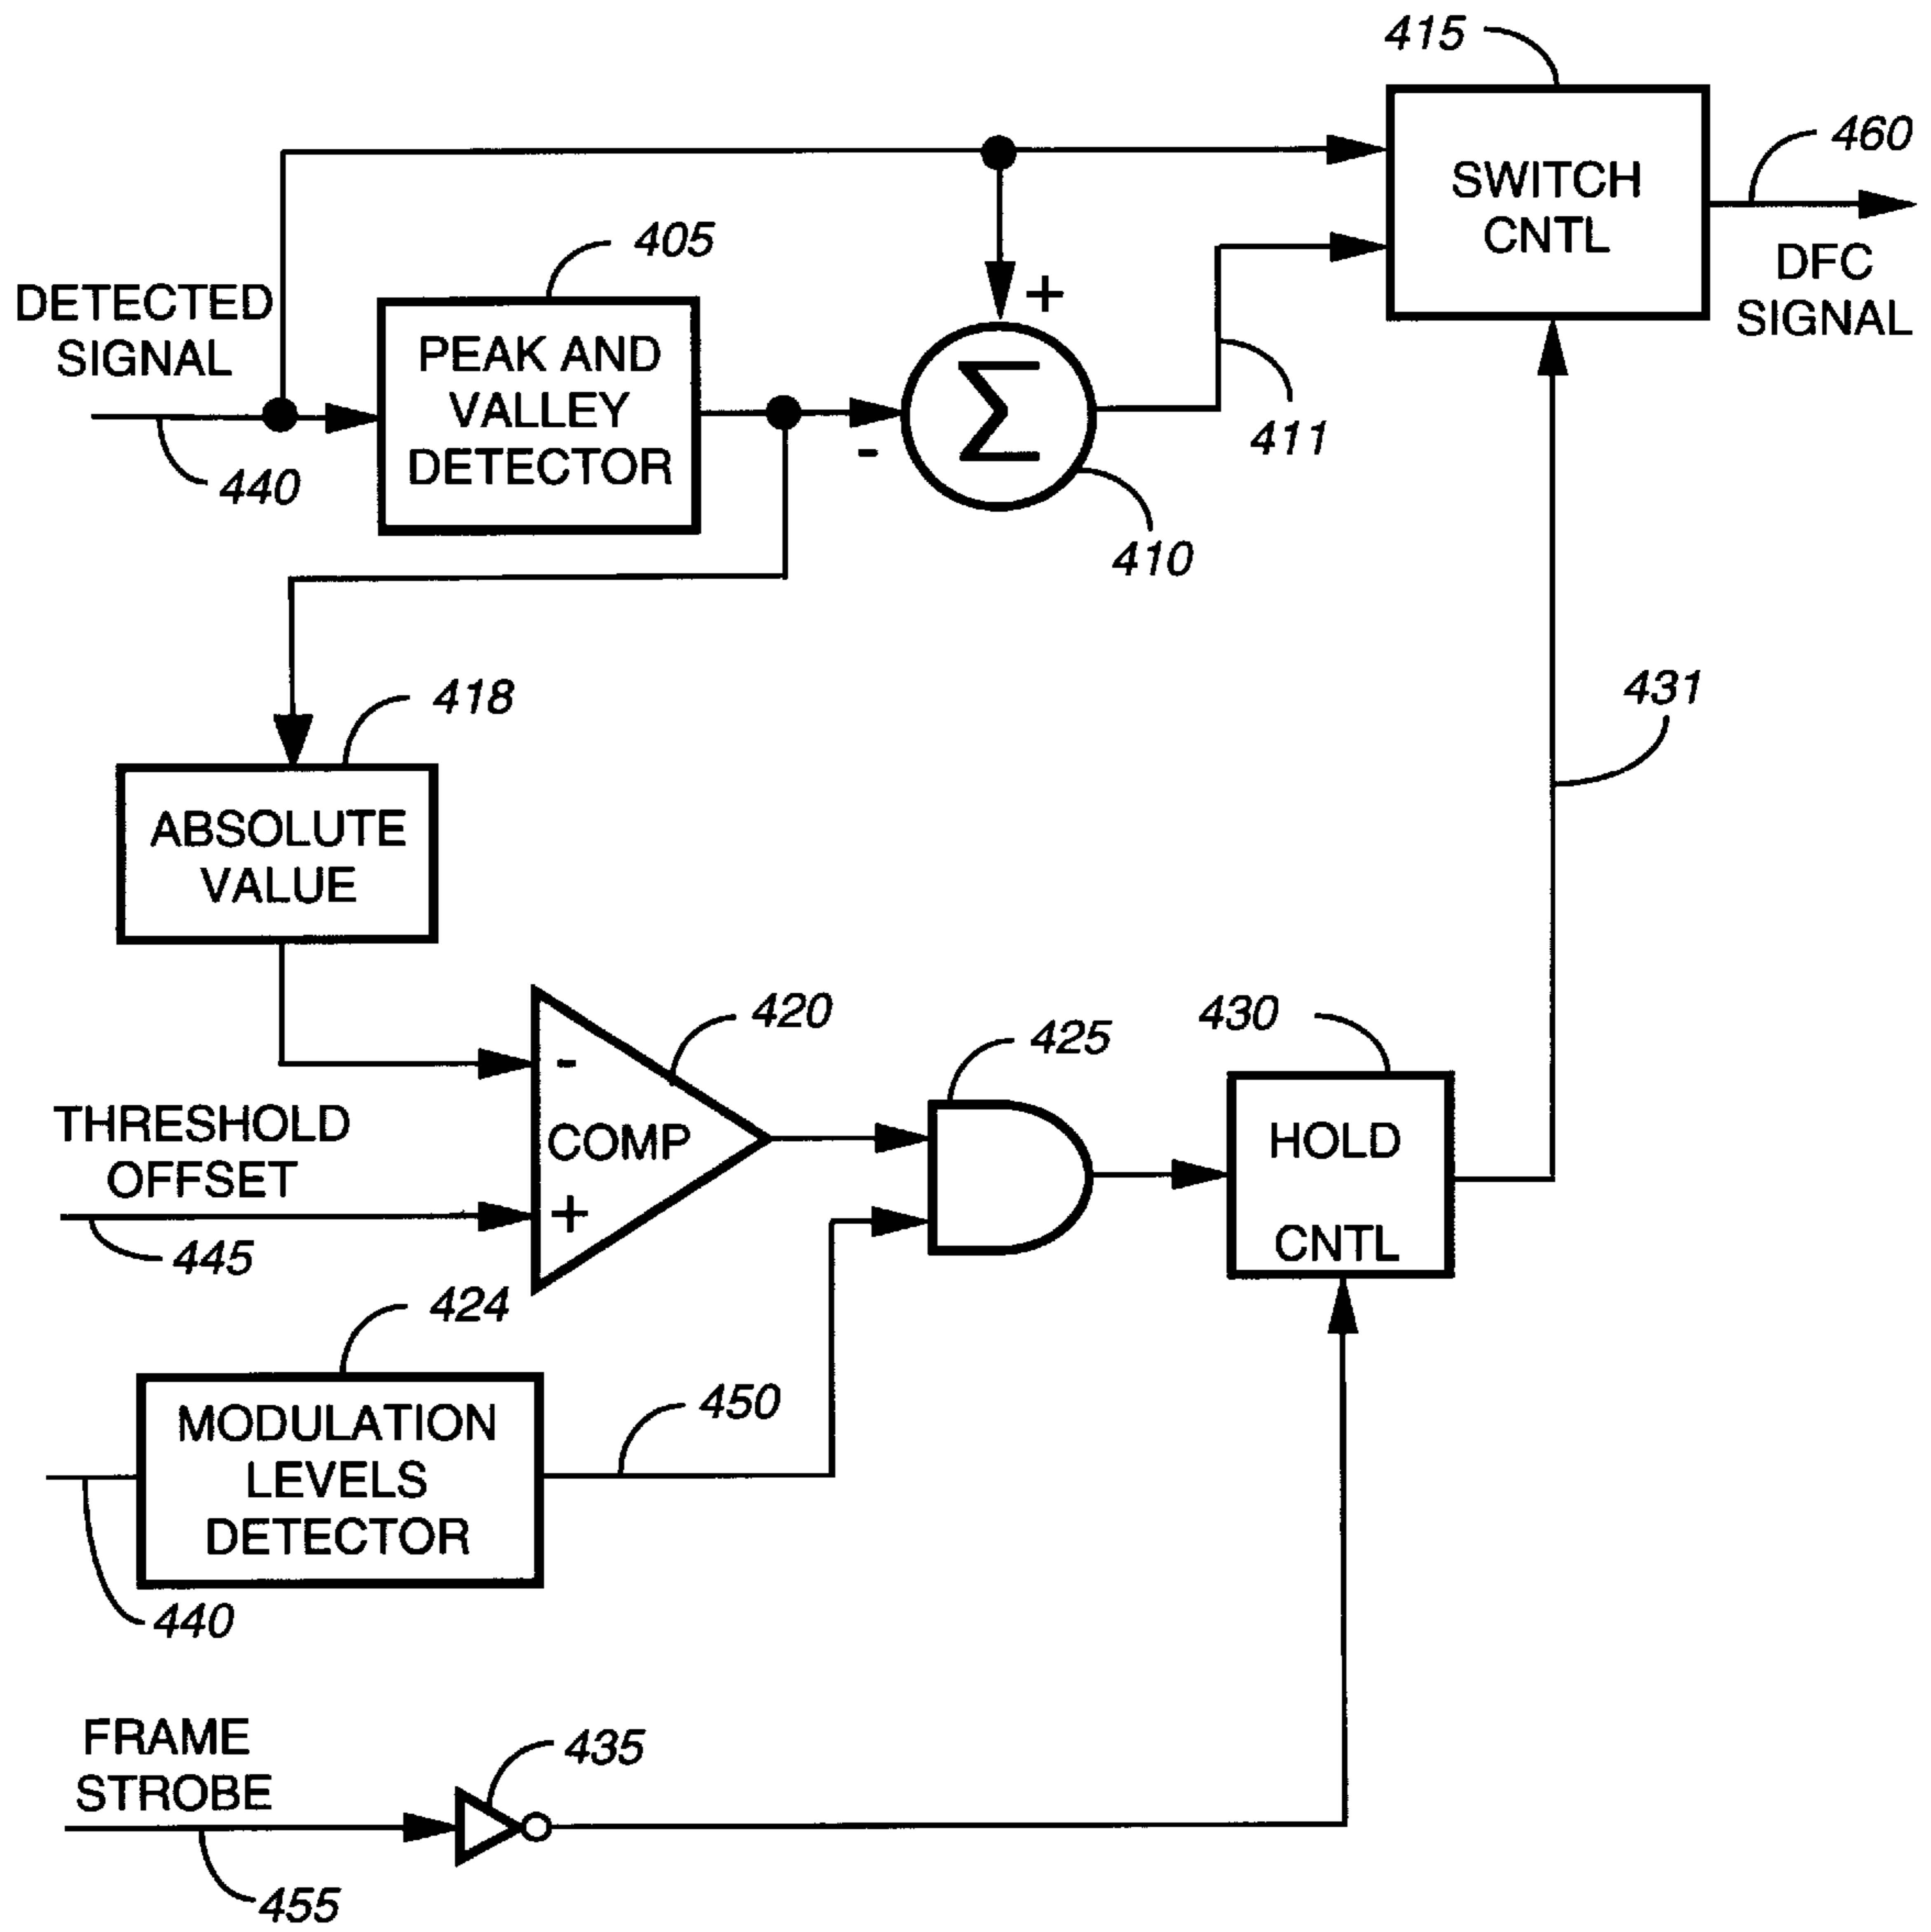 415
460
SWITCH
CNTL
DFC
SIGNAL
405
DETECTED
SIGNAL
PEAK AND
VALLEY
DETECTOR
+
Σ
-
411
440
410
418
431
ABSOLUTE
VALUE
420
425
430
-
COMP
+
THRESHOLD
OFFSET
HOLD
CNTL
445
424
450
MODULATION
LEVELS
DETECTOR
440
FRAME
STROBE
435
455